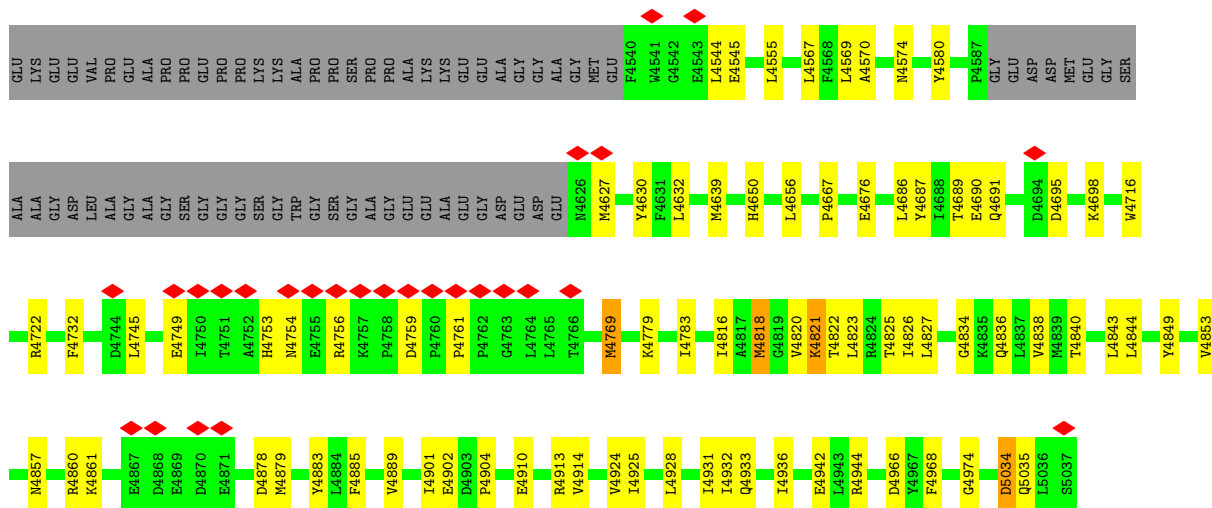 GLU LYS GLU GLU VAL PRO GLU ALA PRO PRO GLU PRO PRO LYS LYS ALA PRO PRO SER PRO PRO ALA LYS LYS GLU GLU ALA GLY GLY ALA GLY MET GLU F4540 W4541 G4542 E4543 L4544 E4545 L4555 L4567 F4568 L4569 A4570 N4574 Y4580 P4587 GLY GLU ASP ASP MET GLU GLY SER
ALA ALA GLY ASP LEU ALA GLY ALA GLY SER GLY GLY GLY SER GLY TRP GLY SER GLY ALA GLY GLU GLU ALA GLY GLY ASP GLU ASP GLU N4626 M4627 Y4630 F4631 L4632 M4639 H4650 L4656 P4667 E4676 L4686 Y4687 I4688 T4689 E4690 Q4691 D4694 D4695 K4698 W4716
R4722 F4732 D4744 L4745 E4749 I4750 T4751 A4752 H4753 N4754 E4755 R4756 K4757 P4758 D4759 P4760 P4761 P4762 G4763 L4764 L4765 T4766 M4769 K4779 I4783 I4816 A4817 M4818 G4819 V4820 K4821 T4822 L4823 R4824 T4825 I4826 L4827 G4834 K4835 Q4836 L4837 V4838 M4839 T4840 L4843 L4844 Y4849 V4853
N4857 R4860 K4861 E4867 D4868 E4869 D4870 E4871 D4878 M4879 Y4883 L4884 F4885 V4889 I4901 E4902 D4903 P4904 E4910 R4913 V4914 V4924 I4925 L4928 I4931 I4932 Q4933 I4936 E4942 L4943 R4944 D4966 Y4967 F4968 G4974 D5034 Q5035 L5036 S5037